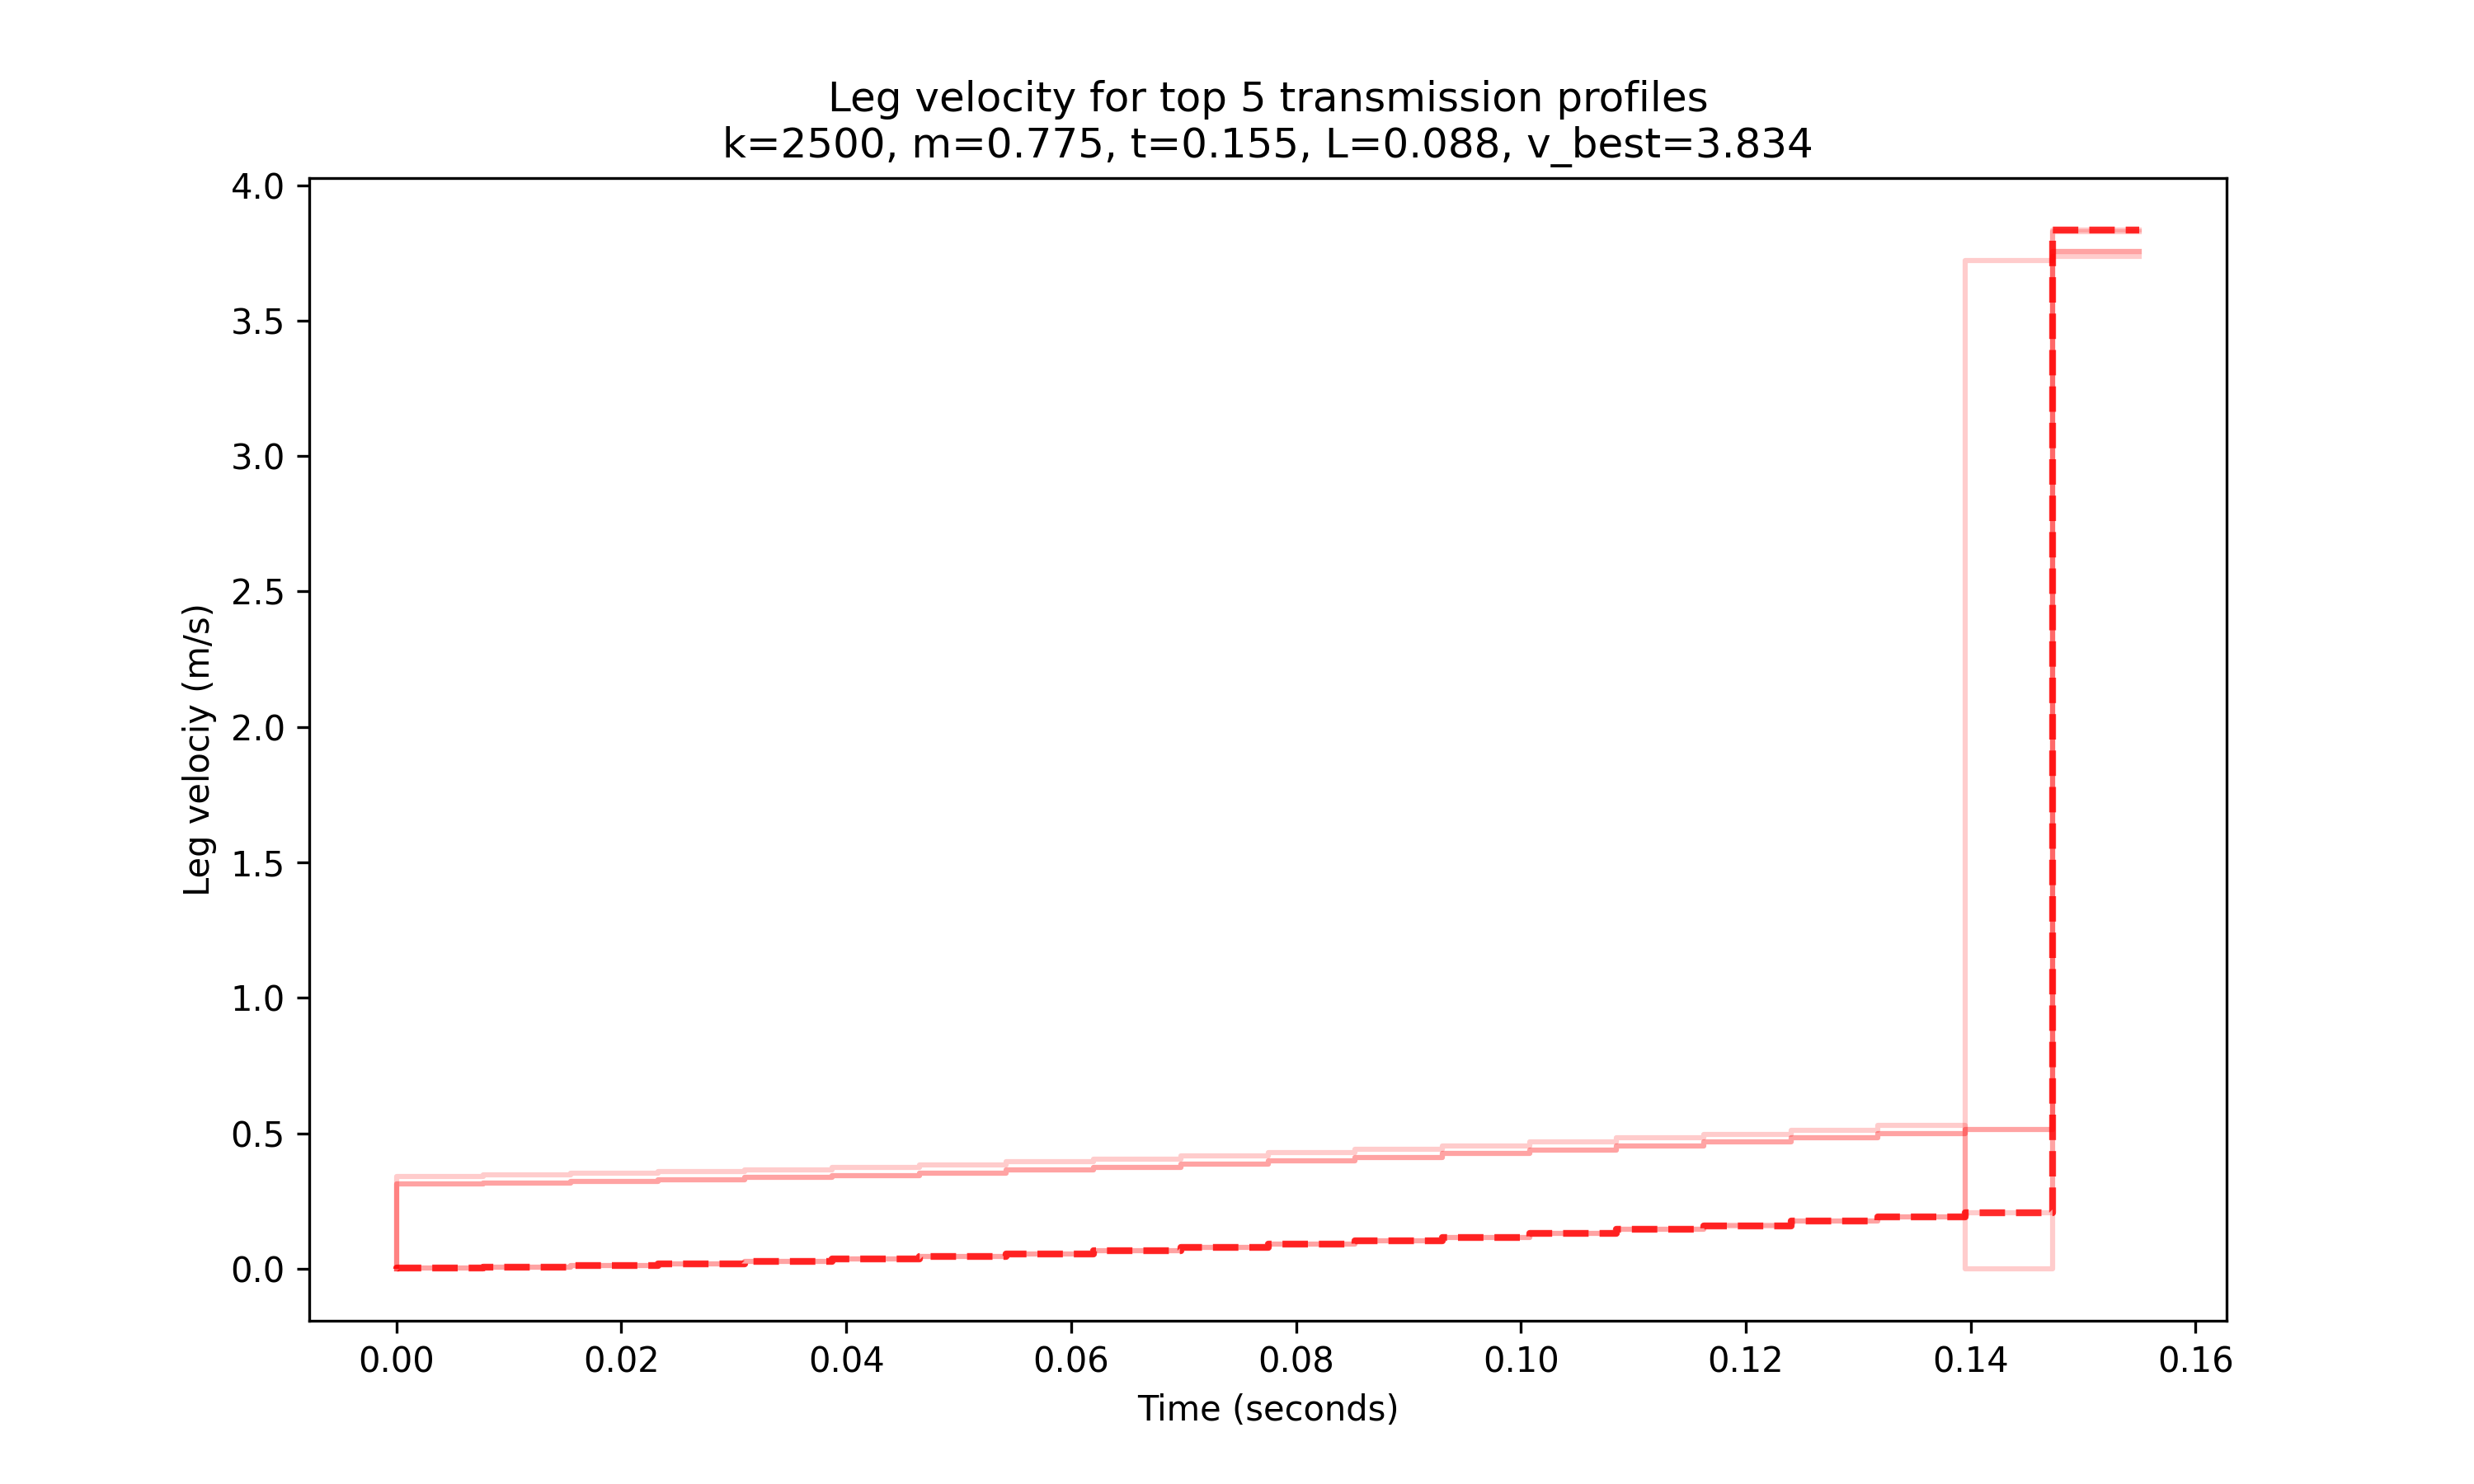 Leg velocity for top 5 transmission profiles
k=2500, m=0.775, t=0.155, L=0.088, v_best=3.834
4.0
3.5
3.0
2.5
2.0
1.5
1.0
0.5
0.0
Leg velociy (m/s)
0.00 0.02 0.04 0.06 0.08 0.10 0.12 0.14 0.16
Time (seconds)